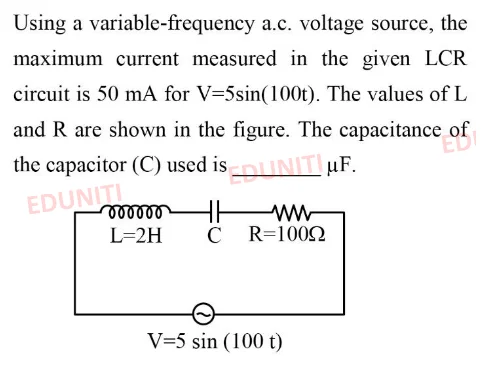 Using a variable-frequency a.c. voltage source, the
maximum current measured in the given LCR
circuit is 50 mA for V=5sin(100t). The values of L
and R are shown in the figure. The capacitance of
the capacitor (C) used is ________ μF.
EDUNITI
EDUNITI
EDU
L=2H C R=100Ω
V=5 sin (100 t)